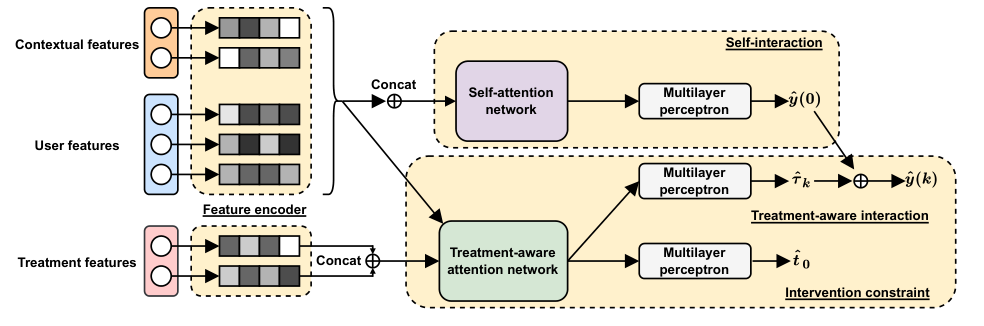 Contextual features
User features
Feature encoder
Treatment features
Concat
Concat
Self-interaction
Self-attention
network
Multilayer
perceptron
ŷ(0)
Treatment-aware
attention network
Multilayer
perceptron
τ̂ₖ
ŷ(k)
Treatment-aware interaction
Multilayer
perceptron
t̂₀
Intervention constraint